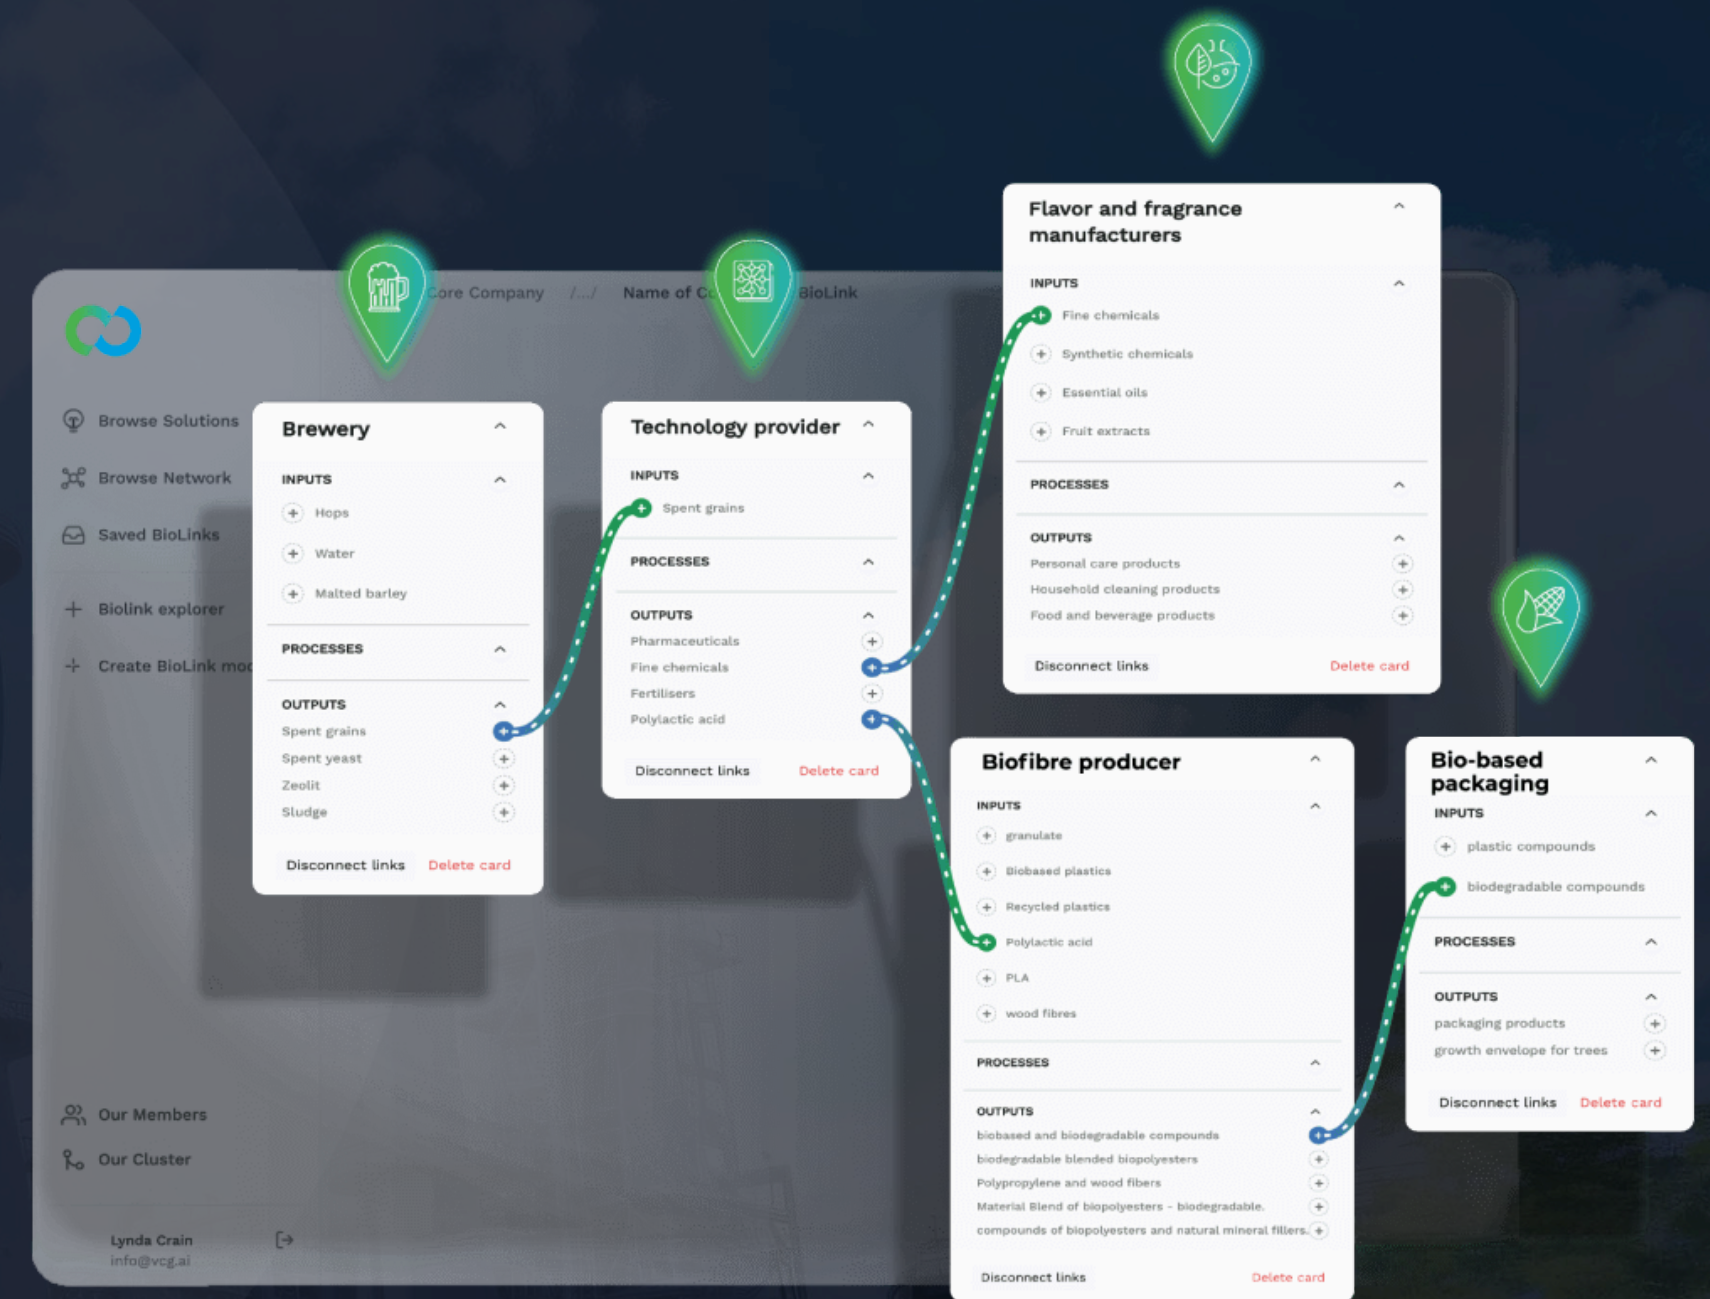 Core Company /.../ Name of Co BioLink
Browse Solutions
Browse Network
Saved BioLinks
Biolink explorer
Create BioLink mod
Our Members
Our Cluster
Lynda Crain
info@vcg.ai
Brewery
INPUTS
Hops
Water
Malted barley
PROCESSES
OUTPUTS
Spent grains
Spent yeast
Zeolit
Sludge
Disconnect links Delete card
Technology provider
INPUTS
Spent grains
PROCESSES
OUTPUTS
Pharmaceuticals
Fine chemicals
Fertilisers
Polylactic acid
Disconnect links Delete card
Flavor and fragrance
manufacturers
INPUTS
Fine chemicals
Synthetic chemicals
Essential oils
Fruit extracts
PROCESSES
OUTPUTS
Personal care products
Household cleaning products
Food and beverage products
Disconnect links Delete card
Biofibre producer
INPUTS
granulate
Biobased plastics
Recycled plastics
Polylactic acid
PLA
wood fibres
PROCESSES
OUTPUTS
biobased and biodegradable compounds
biodegradable blended biopolyesters
Polypropylene and wood fibers
Material Blend of biopolyesters - biodegradable.
compounds of biopolyesters and natural mineral fillers.
Disconnect links Delete card
Bio-based
packaging
INPUTS
plastic compounds
biodegradable compounds
PROCESSES
OUTPUTS
packaging products
growth envelope for trees
Disconnect links Delete card